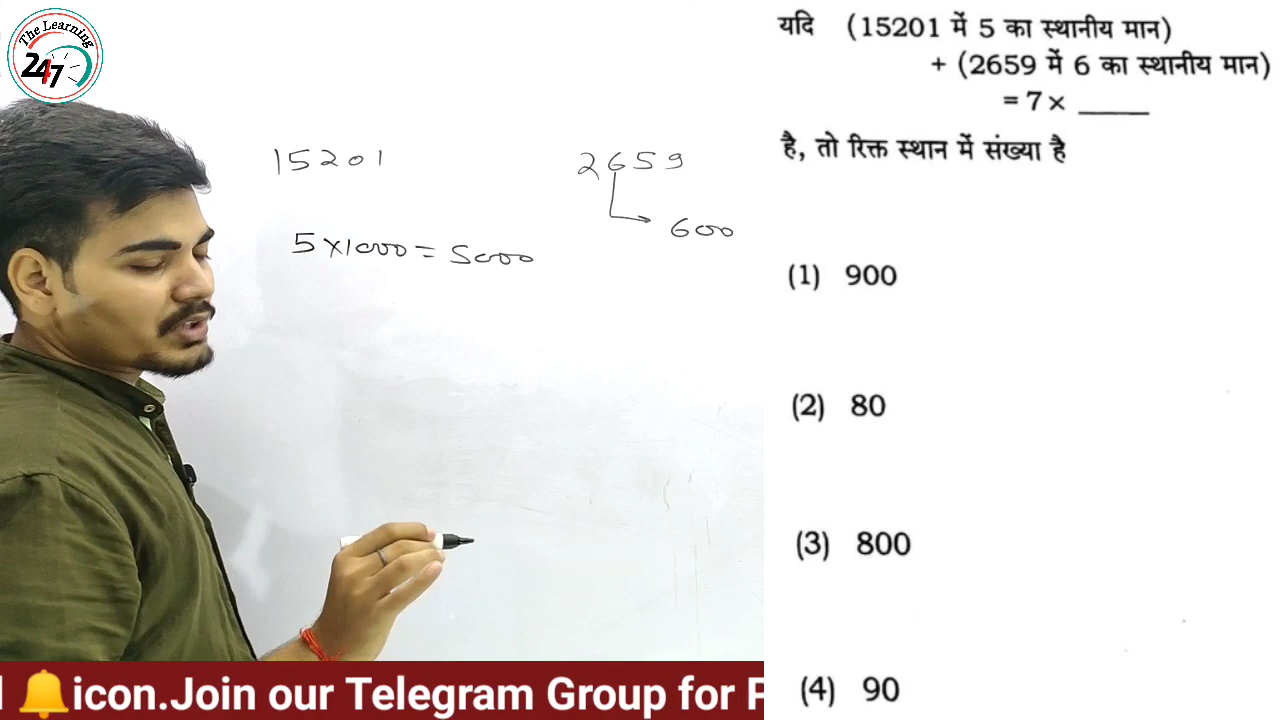 The Learning
247
यदि (15201 में 5 का स्थानीय मान)
+ (2659 में 6 का स्थानीय मान)
= 7 × ____
है, तो रिक्त स्थान में संख्या है
15201
2659
600
5 × 1000 = 5000
(1) 900
(2) 80
(3) 800
(4) 90
icon.Join our Telegram Group for